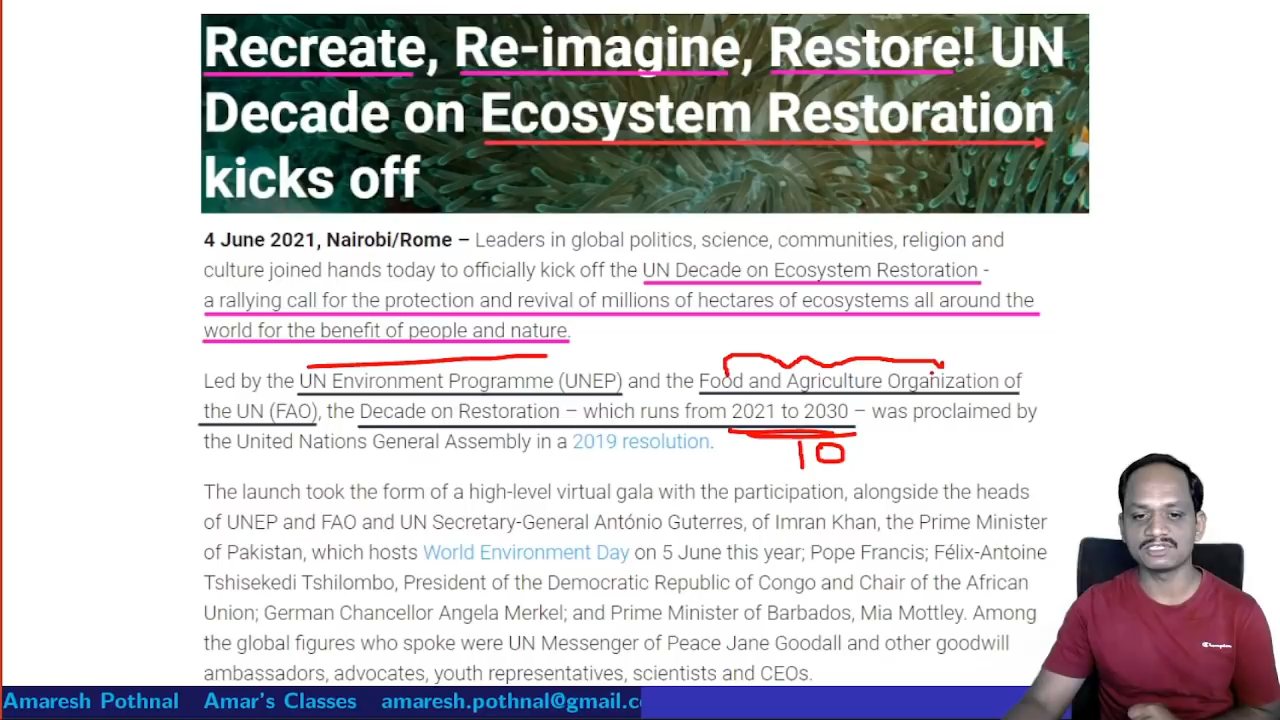 Recreate, Re-imagine, Restore! UN
Decade on Ecosystem Restoration
kicks off
4 June 2021, Nairobi/Rome – Leaders in global politics, science, communities, religion and
culture joined hands today to officially kick off the UN Decade on Ecosystem Restoration -
a rallying call for the protection and revival of millions of hectares of ecosystems all around the
world for the benefit of people and nature.
Led by the UN Environment Programme (UNEP) and the Food and Agriculture Organization of
the UN (FAO), the Decade on Restoration – which runs from 2021 to 2030 – was proclaimed by
the United Nations General Assembly in a 2019 resolution.
10
The launch took the form of a high-level virtual gala with the participation, alongside the heads
of UNEP and FAO and UN Secretary-General António Guterres, of Imran Khan, the Prime Minister
of Pakistan, which hosts World Environment Day on 5 June this year; Pope Francis; Félix-Antoine
Tshisekedi Tshilombo, President of the Democratic Republic of Congo and Chair of the African
Union; German Chancellor Angela Merkel; and Prime Minister of Barbados, Mia Mottley. Among
the global figures who spoke were UN Messenger of Peace Jane Goodall and other goodwill
ambassadors, advocates, youth representatives, scientists and CEOs.
Champion
Amaresh Pothnal Amar's Classes amaresh.pothnal@gmail.c